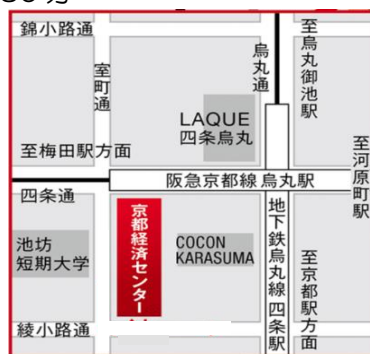 錦小路通
室町通
烏丸通
至烏丸御池駅
LAQUE
四条烏丸
至梅田駅方面
至河原町駅
阪急京都線 烏丸駅
四条通
京都経済センター
COCON
KARASUMA
地下鉄烏丸線 四条駅
池坊
短期大学
至京都駅方面
綾小路通